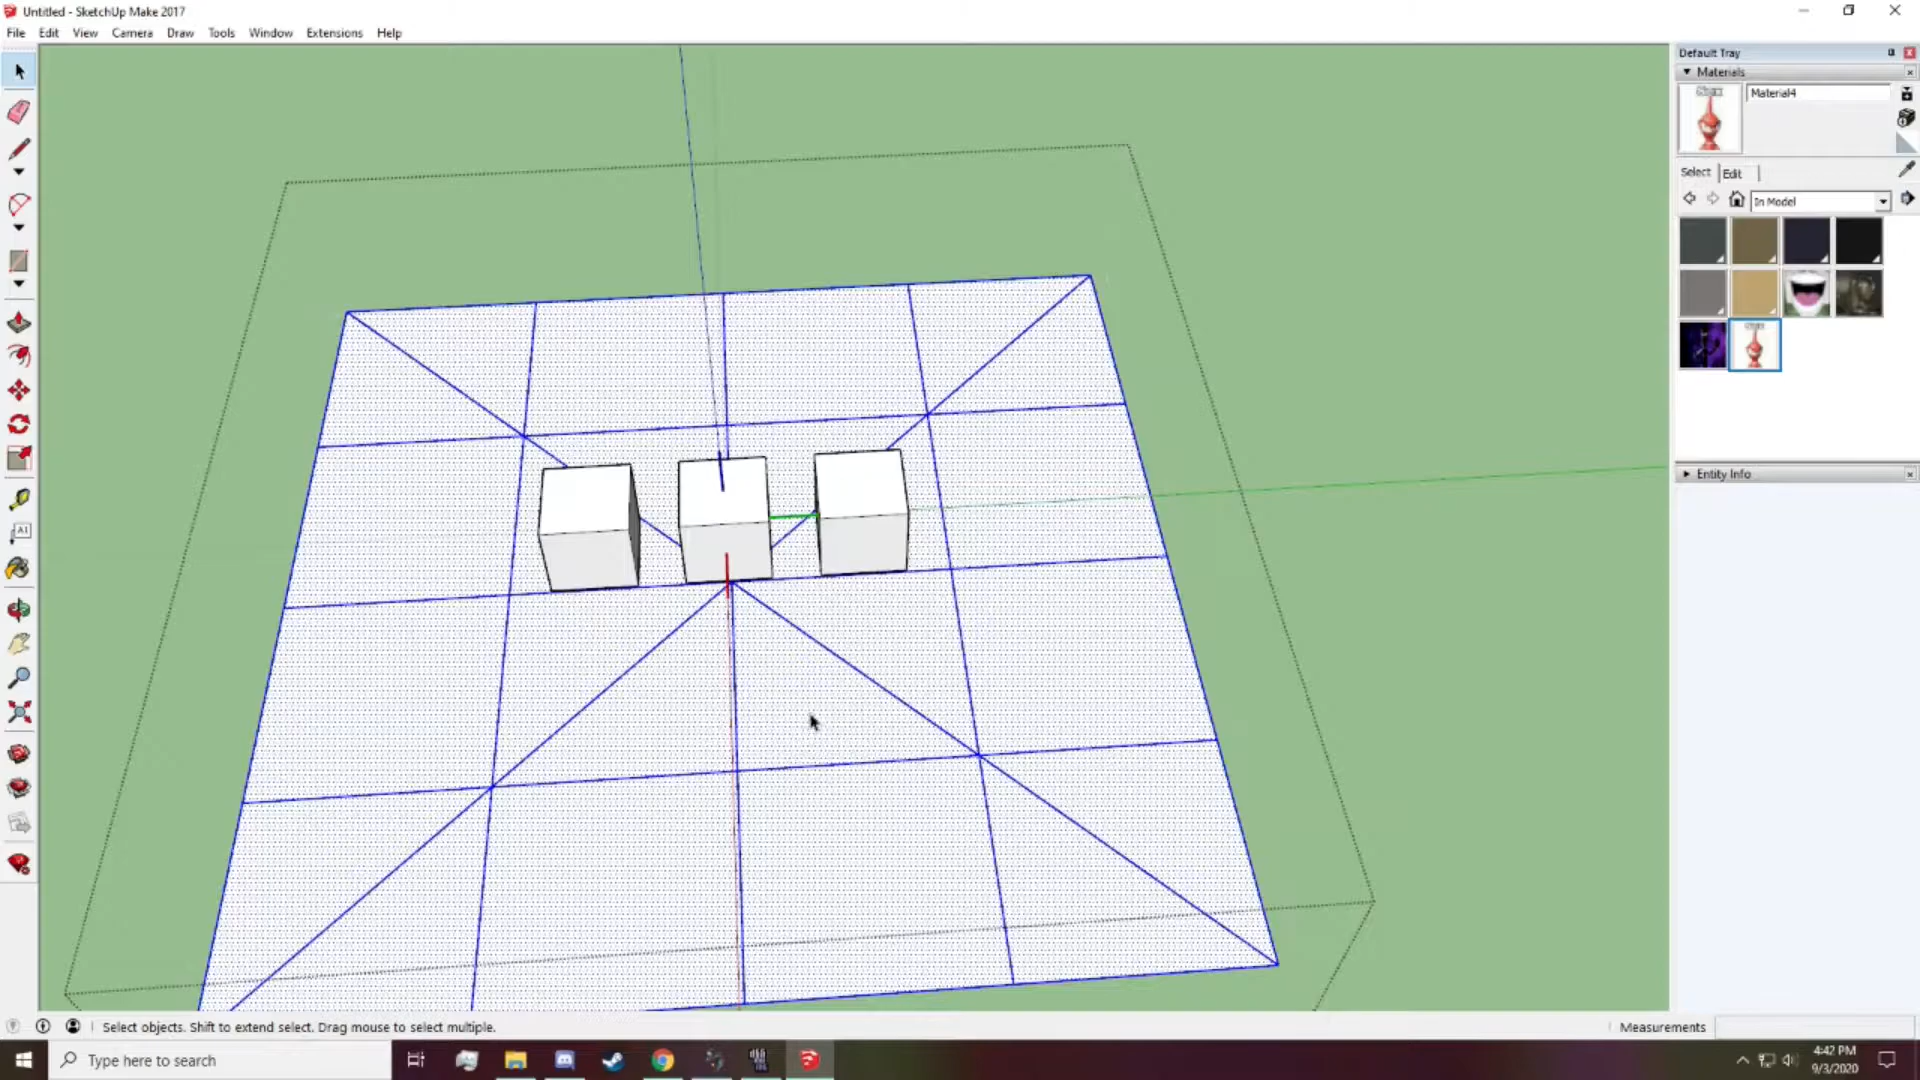 Untitled - SketchUp Make 2017
File Edit View Camera Draw Tools Window Extensions Help
Default Tray
Materials
Material4
Select Edit
In Model
Entity Info
Select objects. Shift to extend select. Drag mouse to select multiple.
Measurements
Type here to search
4:42 PM
9/3/2020